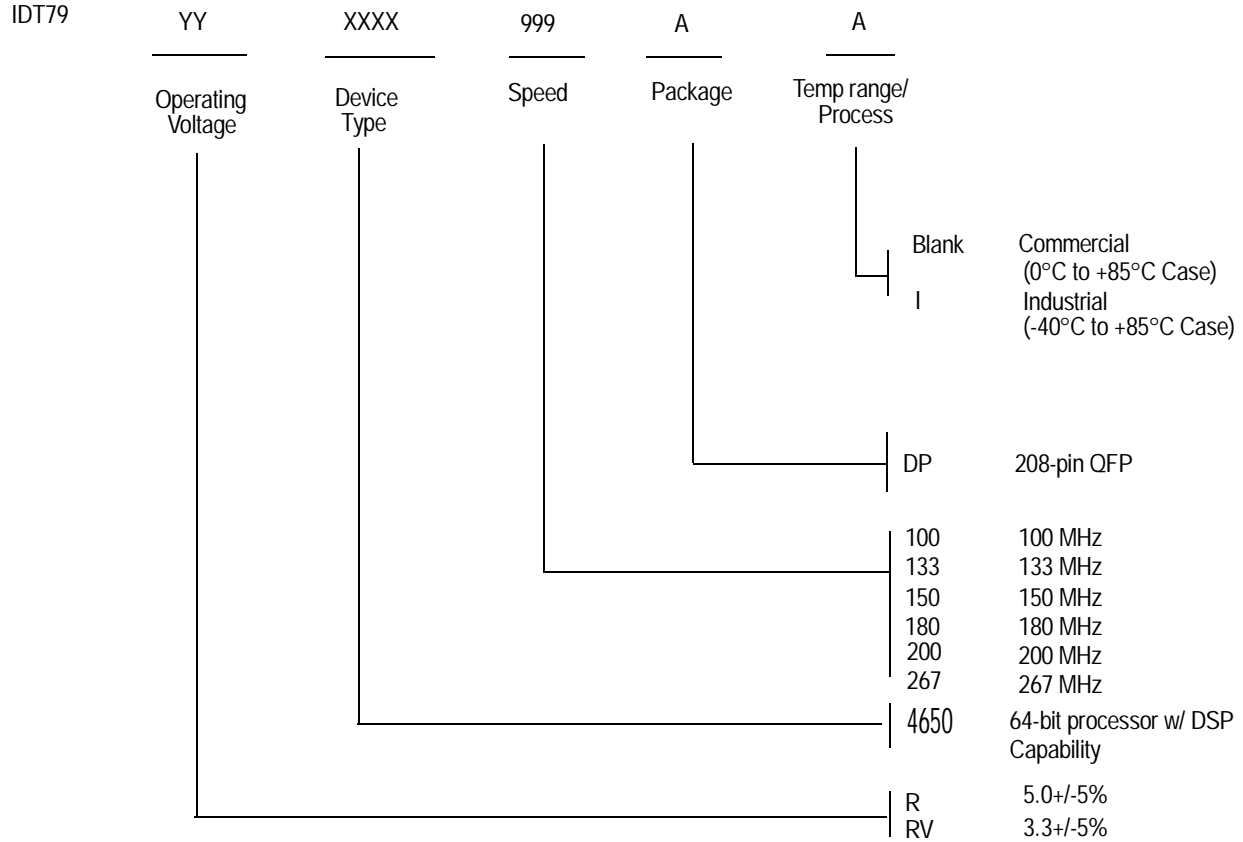 IDT79 YY XXXX 999 A A
Operating Voltage
Device Type
Speed
Package
Temp range/ Process
Blank Commercial
(0°C to +85°C Case)
I Industrial
(-40°C to +85°C Case)
DP 208-pin QFP
100 100 MHz
133 133 MHz
150 150 MHz
180 180 MHz
200 200 MHz
267 267 MHz
4650 64-bit processor w/ DSP
Capability
R 5.0+/-5%
RV 3.3+/-5%